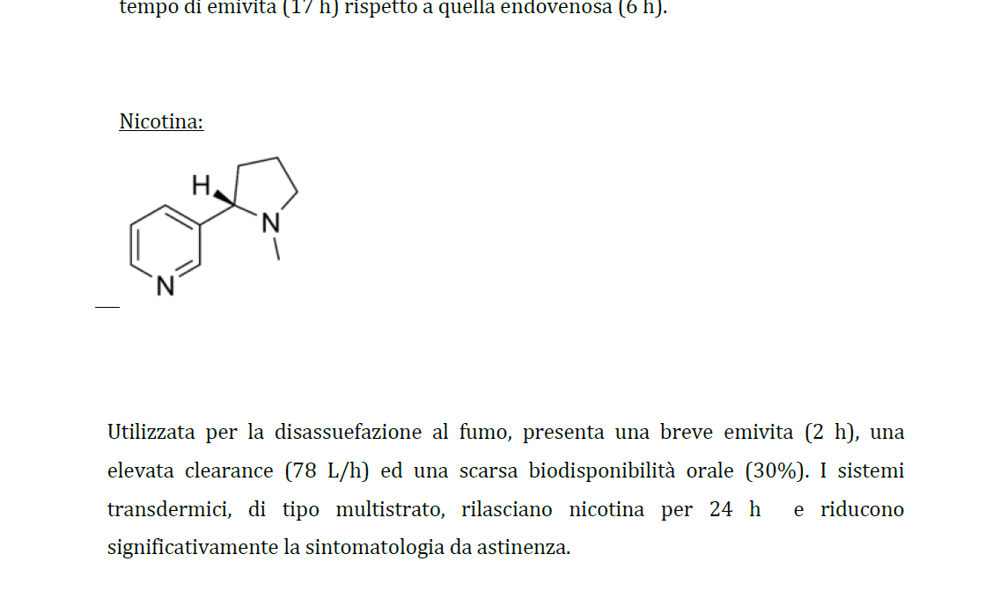 tempo di emivita (17 h) rispetto a quella endovenosa (6 h).
Nicotina:
H
N
N
Utilizzata per la disassuefazione al fumo, presenta una breve emivita (2 h), una
elevata clearance (78 L/h) ed una scarsa biodisponibilità orale (30%). I sistemi
transdermici, di tipo multistrato, rilasciano nicotina per 24 h e riducono
significativamente la sintomatologia da astinenza.